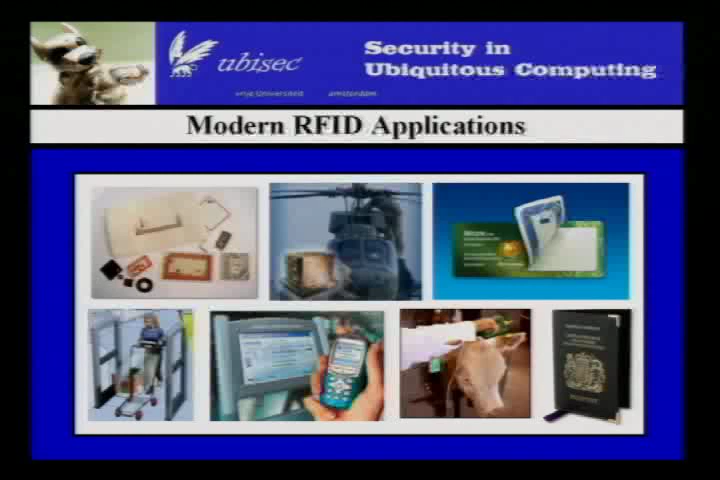 ubisec
vrije Universiteit amsterdam
Security in
Ubiquitous Computing
Modern RFID Applications